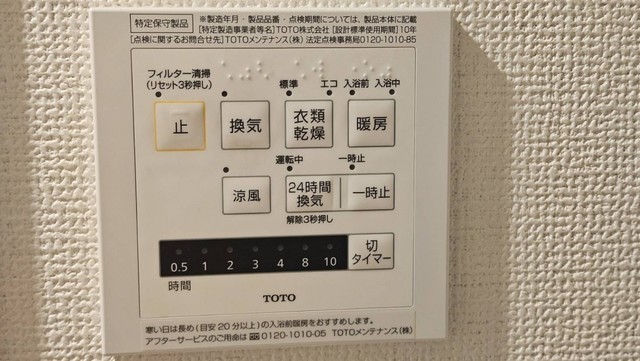 特定保守製品
※製造年月・製品品番・点検期間については、製品本体に記載
[特定製造事業者等名]TOTO株式会社 [設計標準使用期間]10年
[点検に関するお問合せ先]TOTOメンテナンス(株) 法定点検事務局0120-1010-85
フィルター清掃
(リセット3秒押し)
標準 エコ 入浴前 入浴中
止 換気 衣類
乾燥 暖房
運転中 一時止
涼風 24時間
換気 一時止
解除3秒押し
0.5 1 2 3 4 8 10
切
タイマー
時間
TOTO
寒い日は長め(目安20分以上)の入浴前暖房をおすすめします。
アフターサービスのご用命は 0120-1010-05 TOTOメンテナンス(株)